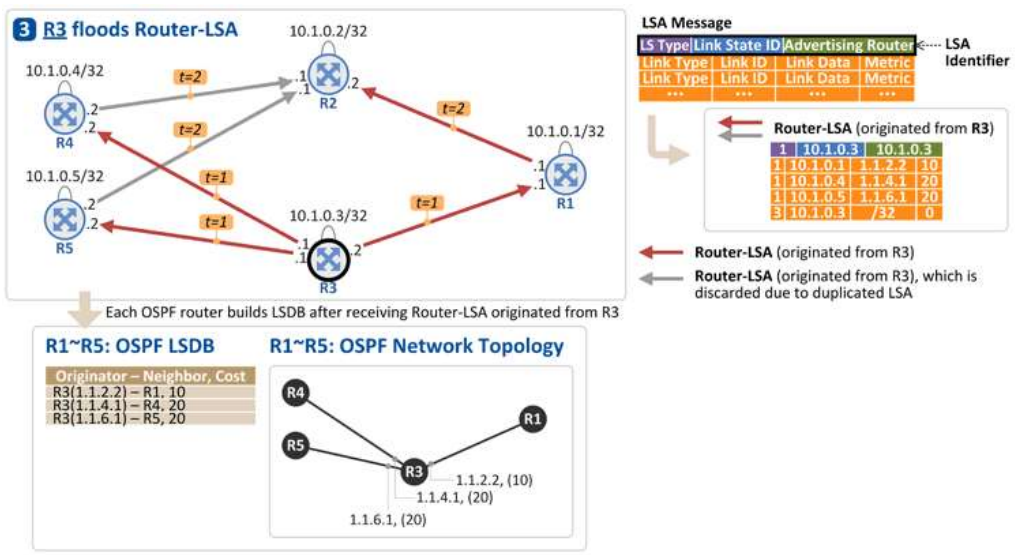 3 R3 floods Router-LSA
10.1.0.2/32
10.1.0.4/32
t=2
.1
.1
.2
R2
.2
.2
R4
t=2
t=2
10.1.0.1/32
10.1.0.5/32
.1
.1
R1
.2
.2
R5
t=1
t=1
t=1
10.1.0.3/32
.1
.1
.2
R3
LSA Message
LS Type Link State ID Advertising Router
LSA
Identifier
Link Type Link ID Link Data Metric
Link Type Link ID Link Data Metric
... ... ... ...
Router-LSA (originated from R3)
1 10.1.0.3 10.1.0.3
1 10.1.0.1 1.1.2.2 10
1 10.1.0.4 1.1.4.1 20
1 10.1.0.5 1.1.6.1 20
3 10.1.0.3 /32 0
Router-LSA (originated from R3)
Router-LSA (originated from R3), which is
discarded due to duplicated LSA
Each OSPF router builds LSDB after receiving Router-LSA originated from R3
R1~R5: OSPF LSDB
Originator – Neighbor, Cost
R3(1.1.2.2) – R1, 10
R3(1.1.4.1) – R4, 20
R3(1.1.6.1) – R5, 20
R1~R5: OSPF Network Topology
R4
R1
R5
R3
1.1.2.2, (10)
1.1.4.1, (20)
1.1.6.1, (20)